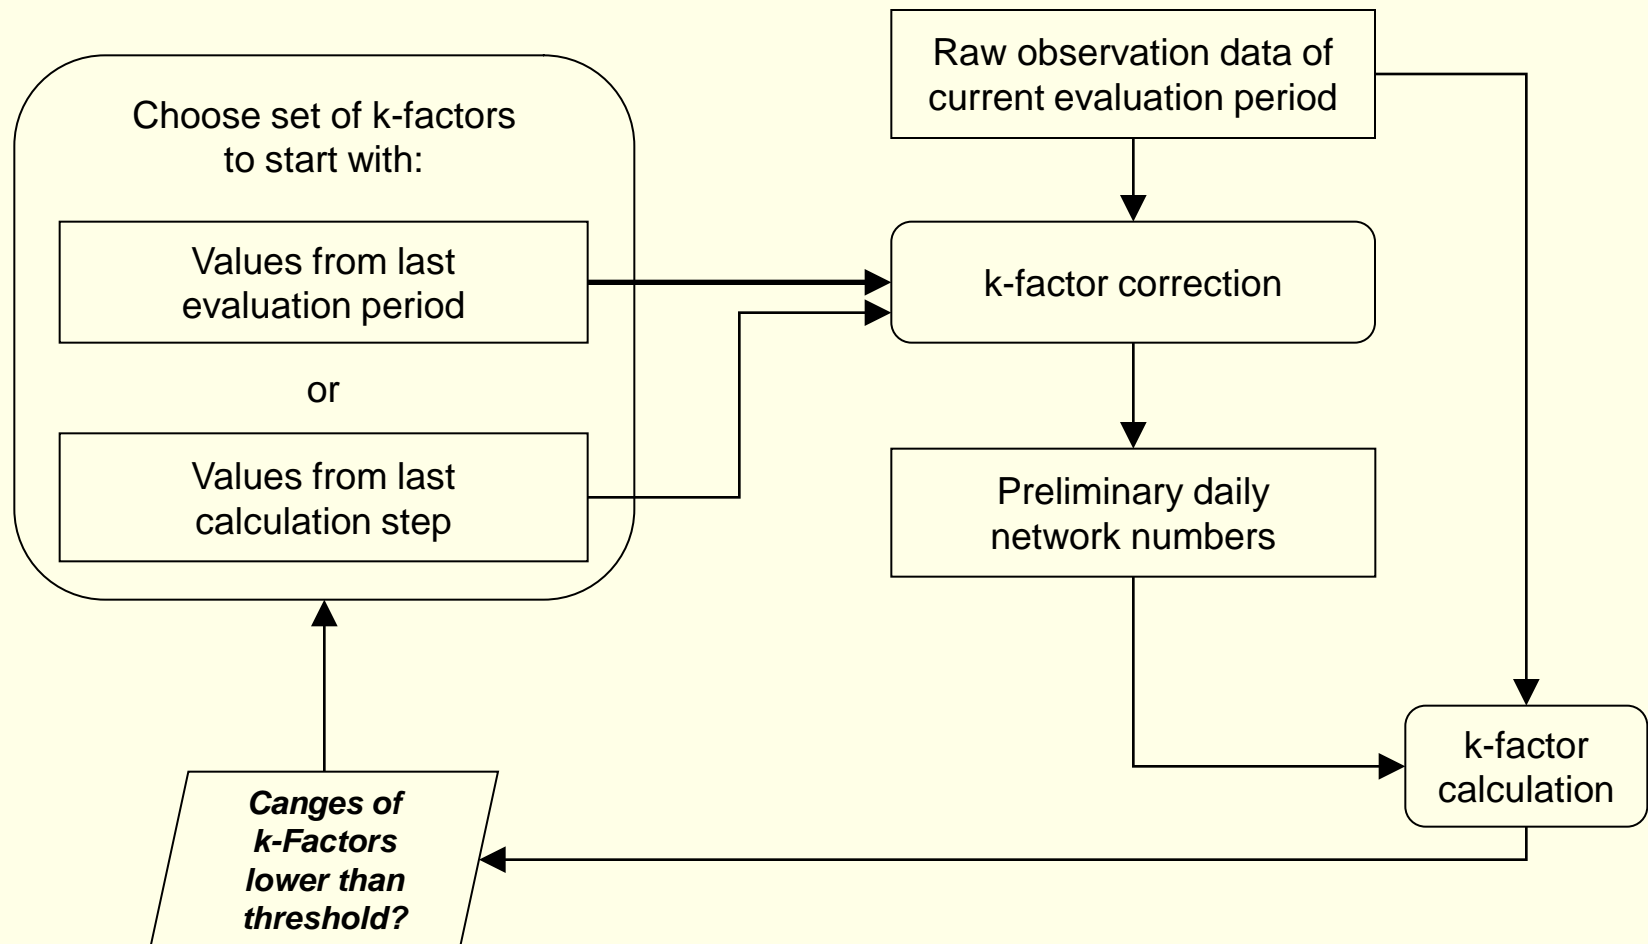 Choose set of k-factors
to start with:
Values from last
evaluation period
or
Values from last
calculation step
Raw observation data of
current evaluation period
k-factor correction
Preliminary daily
network numbers
k-factor
calculation
Canges of
k-Factors
lower than
threshold?